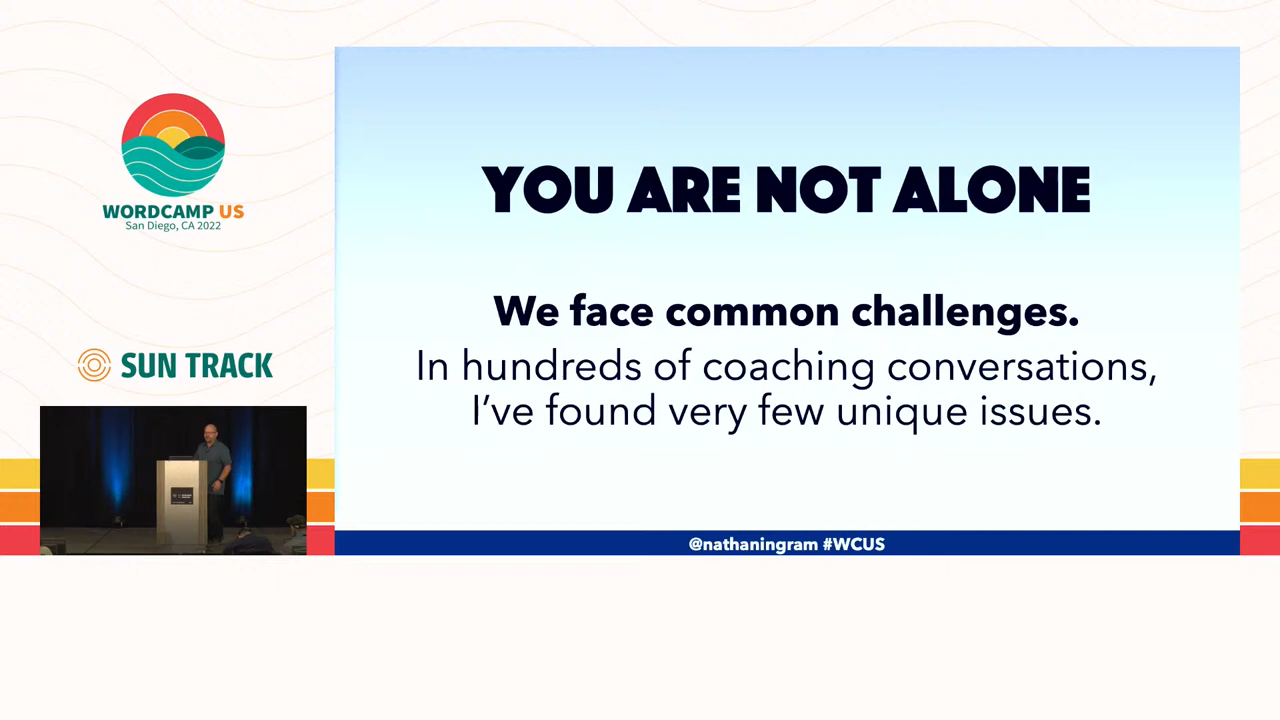 WORDCAMP US
San Diego, CA 2022
SUN TRACK
YOU ARE NOT ALONE
We face common challenges.
In hundreds of coaching conversations,
I've found very few unique issues.
@nathaningram #WCUS